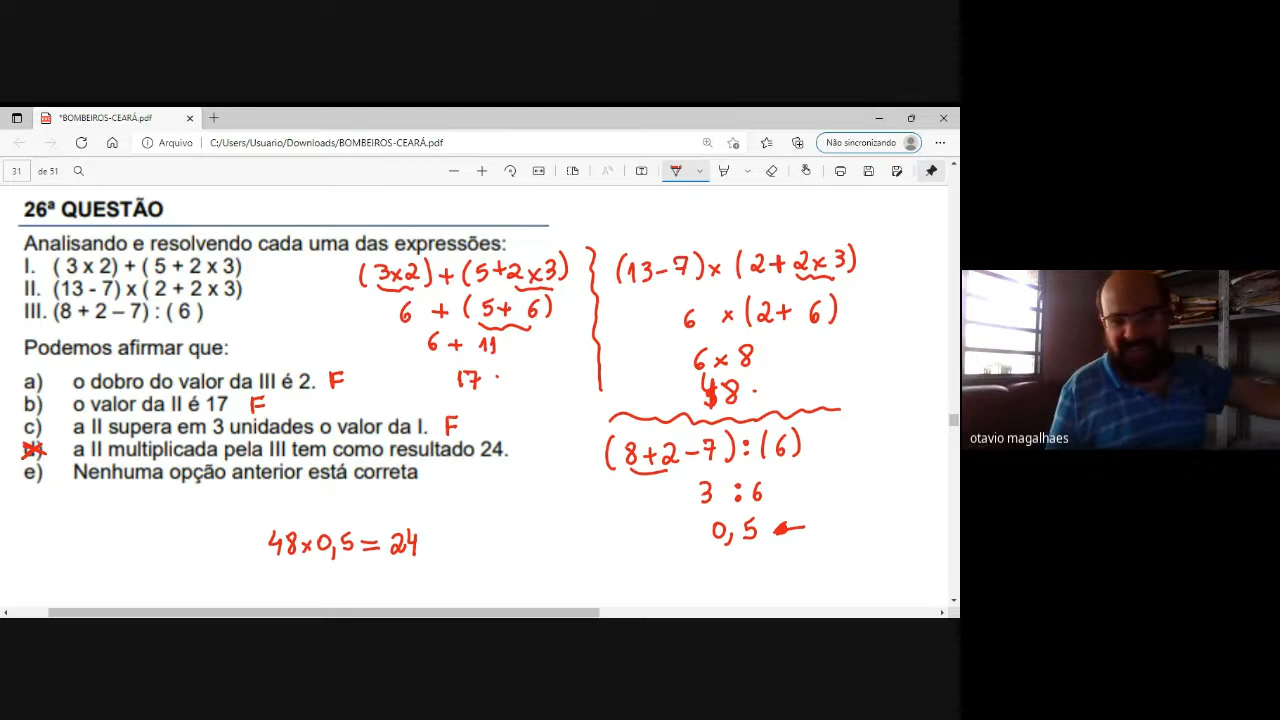 *BOMBEIROS-CEARÁ.pdf
Arquivo
C:/Users/Usuario/Downloads/BOMBEIROS-CEARÁ.pdf
Não sincronizando
31 de 51
26ª QUESTÃO
Analisando e resolvendo cada uma das expressões:
I. ( 3 x 2) + ( 5 + 2 x 3)
II. (13 - 7) x ( 2 + 2 x 3)
III. (8 + 2 – 7) : ( 6 )
Podemos afirmar que:
a) o dobro do valor da III é 2. F
b) o valor da II é 17 F
c) a II supera em 3 unidades o valor da I. F
d) a II multiplicada pela III tem como resultado 24.
e) Nenhuma opção anterior está correta
(3x2) + (5+2x3)
6 + (5+ 6)
6 + 11
17 .
(13-7) x (2+2x3)
6 x (2+ 6)
6 x 8
48 .
(8+2-7) : (6)
3 : 6
0,5
48x0,5 = 24
otavio magalhaes